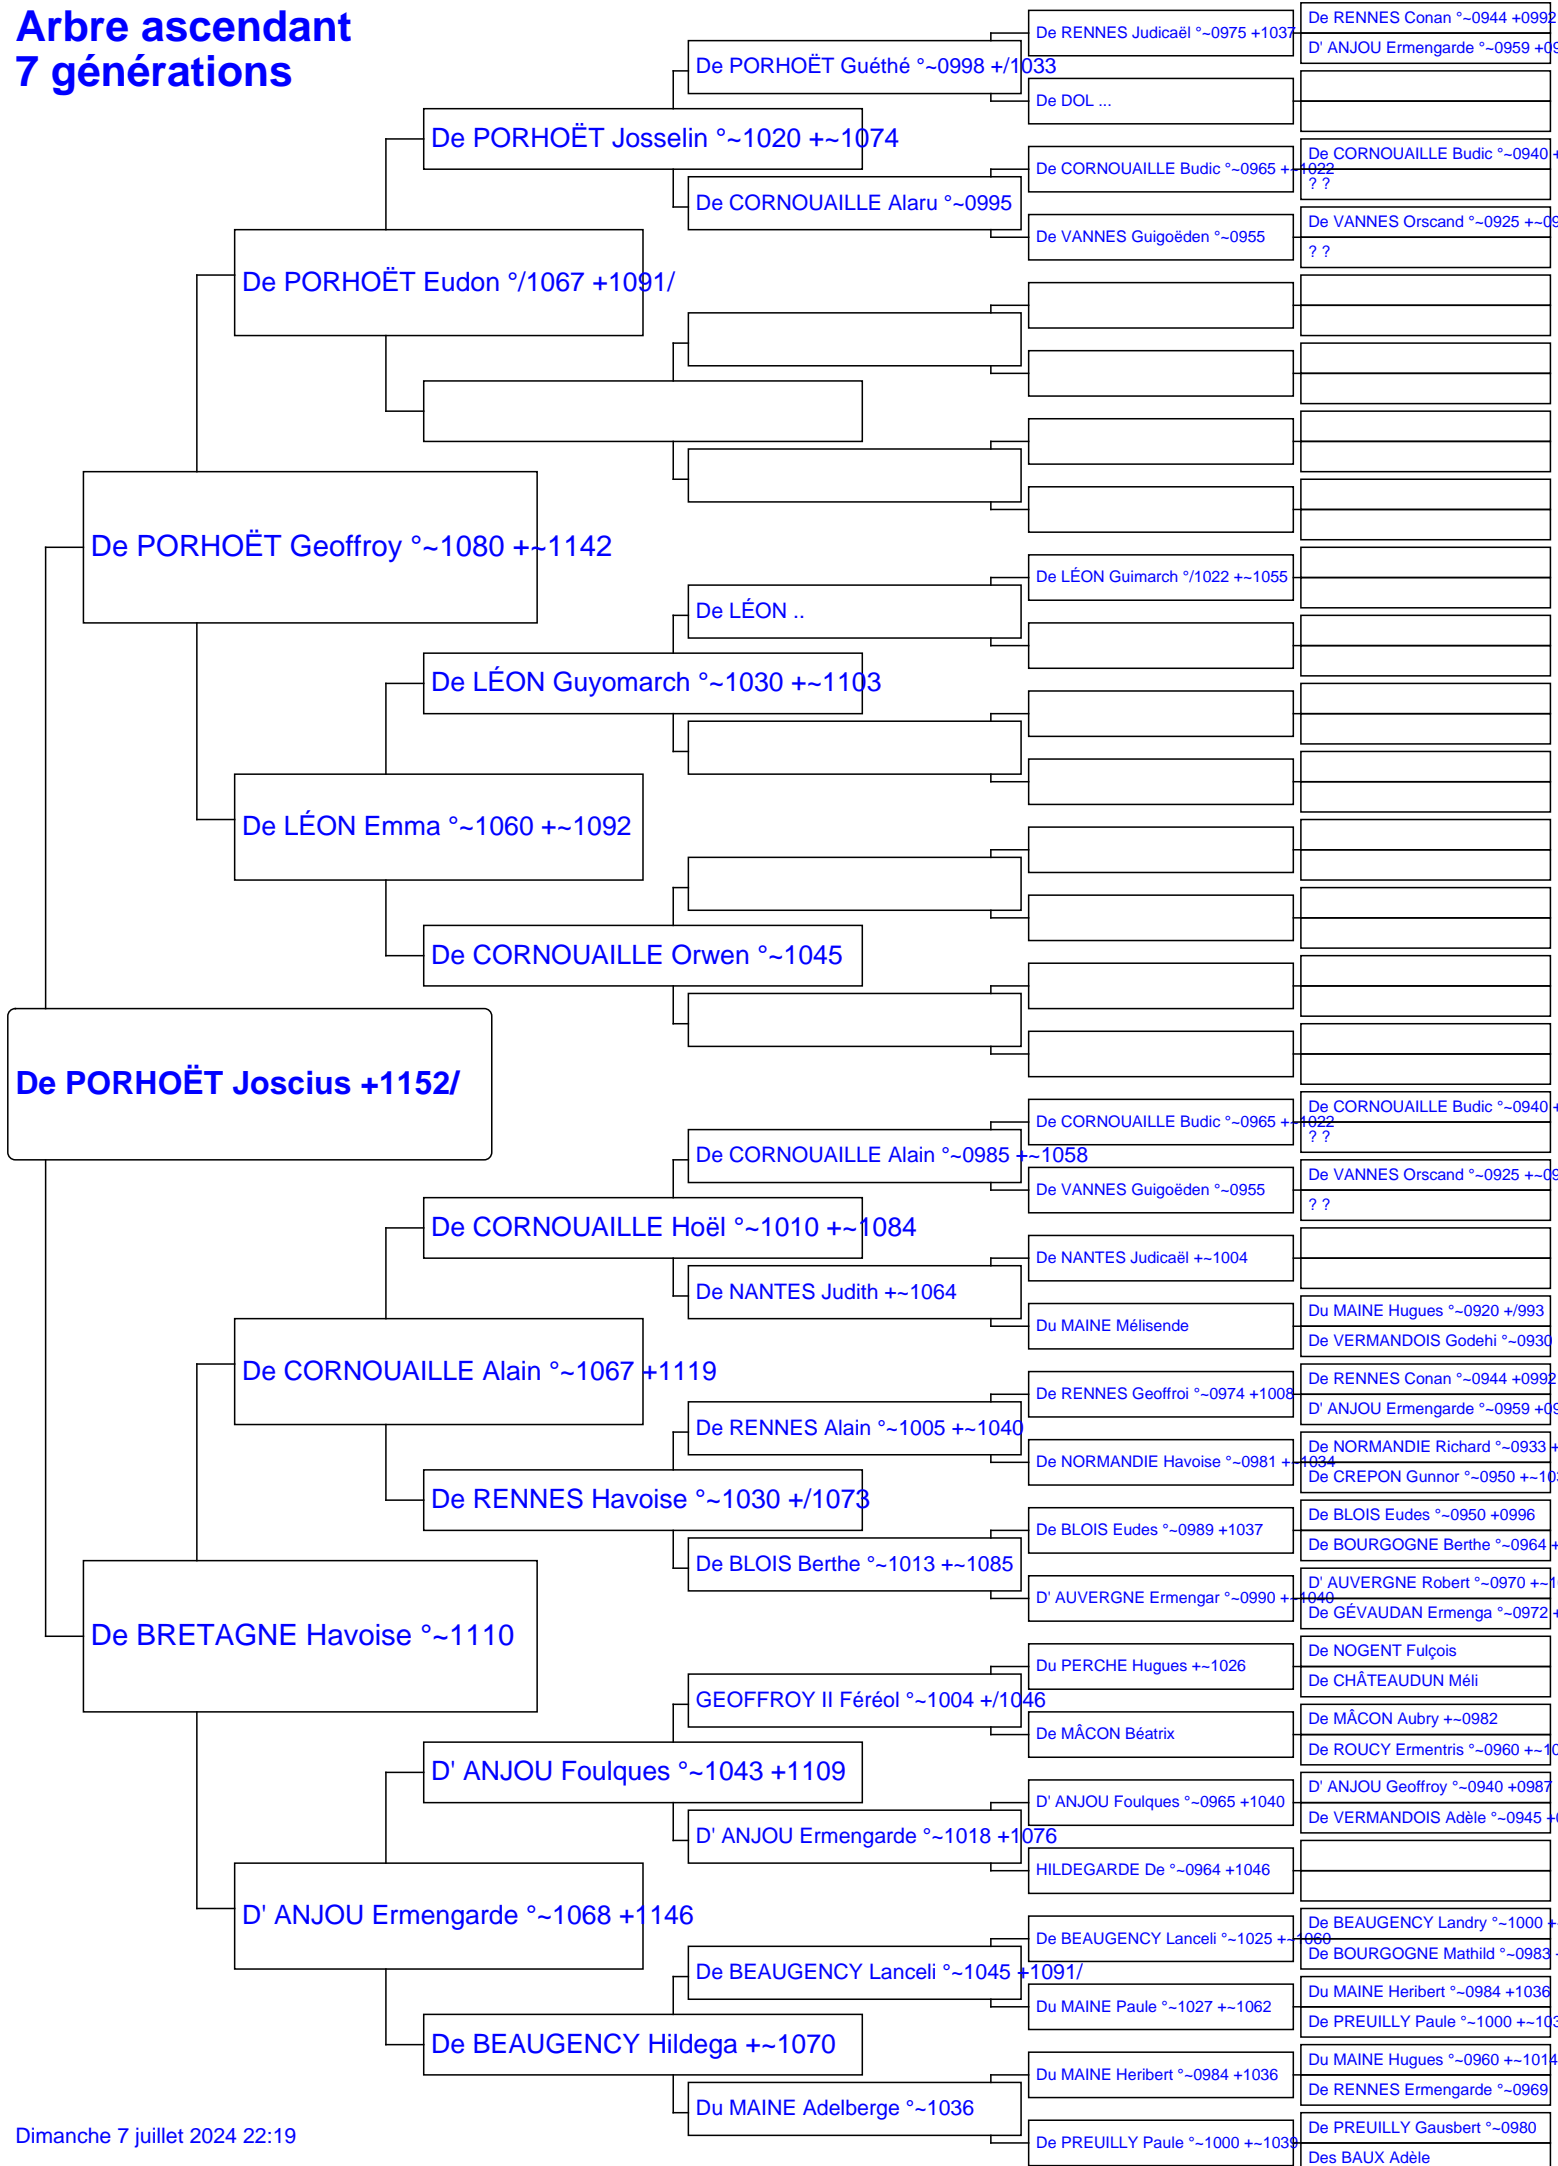 Arbre ascendant
7 générations
De RENNES Conan °~0944 +0992
De RENNES Judicaël °~0975 +1037
D' ANJOU Ermengarde °~0959 +09
De PORHOËT Guéthé °~0998 +/1033
De DOL ...
De PORHOËT Josselin °~1020 +~1074
De CORNOUAILLE Budic °~0940 +
De CORNOUAILLE Budic °~0965 +~1022
? ?
De CORNOUAILLE Alaru °~0995
De VANNES Orscand °~0925 +~09
De VANNES Guigoëden °~0955
? ?
De PORHOËT Eudon °/1067 +1091/
De PORHOËT Geoffroy °~1080 +~1142
De LÉON Guimarch °/1022 +~1055
De LÉON ..
De LÉON Guyomarch °~1030 +~1103
De LÉON Emma °~1060 +~1092
De CORNOUAILLE Orwen °~1045
De PORHOËT Joscius +1152/
De CORNOUAILLE Budic °~0940 +
De CORNOUAILLE Budic °~0965 +~1022
? ?
De CORNOUAILLE Alain °~0985 +~1058
De VANNES Orscand °~0925 +~09
De VANNES Guigoëden °~0955
? ?
De CORNOUAILLE Hoël °~1010 +~1084
De NANTES Judicaël +~1004
De NANTES Judith +~1064
Du MAINE Hugues °~0920 +/993
Du MAINE Mélisende
De VERMANDOIS Godehi °~0930
De CORNOUAILLE Alain °~1067 +1119
De RENNES Conan °~0944 +0992
De RENNES Geoffroi °~0974 +1008
D' ANJOU Ermengarde °~0959 +09
De RENNES Alain °~1005 +~1040
De NORMANDIE Richard °~0933 +
De NORMANDIE Havoise °~0981 +~1034
De CREPON Gunnor °~0950 +~103
De RENNES Havoise °~1030 +/1073
De BLOIS Eudes °~0950 +0996
De BLOIS Eudes °~0989 +1037
De BOURGOGNE Berthe °~0964 +
De BLOIS Berthe °~1013 +~1085
D' AUVERGNE Robert °~0970 +~1
D' AUVERGNE Ermengar °~0990 +~1040
De GÉVAUDAN Ermenga °~0972 +
De BRETAGNE Havoise °~1110
De NOGENT Fulçois
Du PERCHE Hugues +~1026
De CHÂTEAUDUN Méli
GEOFFROY II Féréol °~1004 +/1046
De MÂCON Aubry +~0982
De MÂCON Béatrix
De ROUCY Ermentris °~0960 +~10
D' ANJOU Foulques °~1043 +1109
D' ANJOU Geoffroy °~0940 +0987
D' ANJOU Foulques °~0965 +1040
De VERMANDOIS Adèle °~0945 +0
D' ANJOU Ermengarde °~1018 +1076
HILDEGARDE De °~0964 +1046
D' ANJOU Ermengarde °~1068 +1146
De BEAUGENCY Landry °~1000 +
De BEAUGENCY Lanceli °~1025 +~1060
De BOURGOGNE Mathild °~0983 +
De BEAUGENCY Lanceli °~1045 +1091/
Du MAINE Heribert °~0984 +1036
Du MAINE Paule °~1027 +~1062
De PREUILLY Paule °~1000 +~103
De BEAUGENCY Hildega +~1070
Du MAINE Hugues °~0960 +~1014
Du MAINE Heribert °~0984 +1036
De RENNES Ermengarde °~0969
Du MAINE Adelberge °~1036
De PREUILLY Gausbert °~0980
De PREUILLY Paule °~1000 +~1039
Des BAUX Adèle
Dimanche 7 juillet 2024 22:19